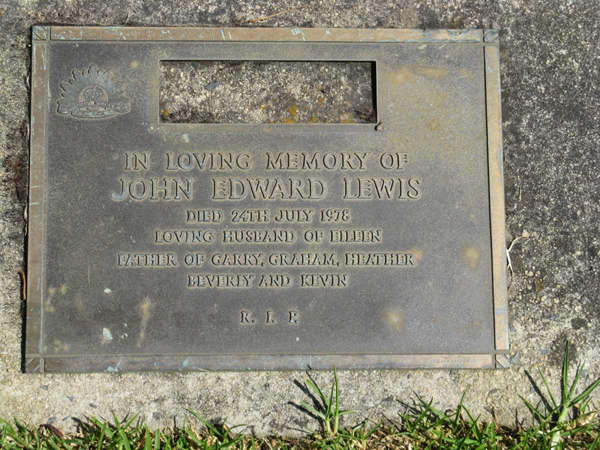 IN LOVING MEMORY OF
JOHN EDWARD LEWIS
DIED 24TH JULY 1978
LOVING HUSBAND OF EILEEN
FATHER OF GARRY, GRAHAM, HEATHER
BEVERLY AND KEVIN
R. I. P.